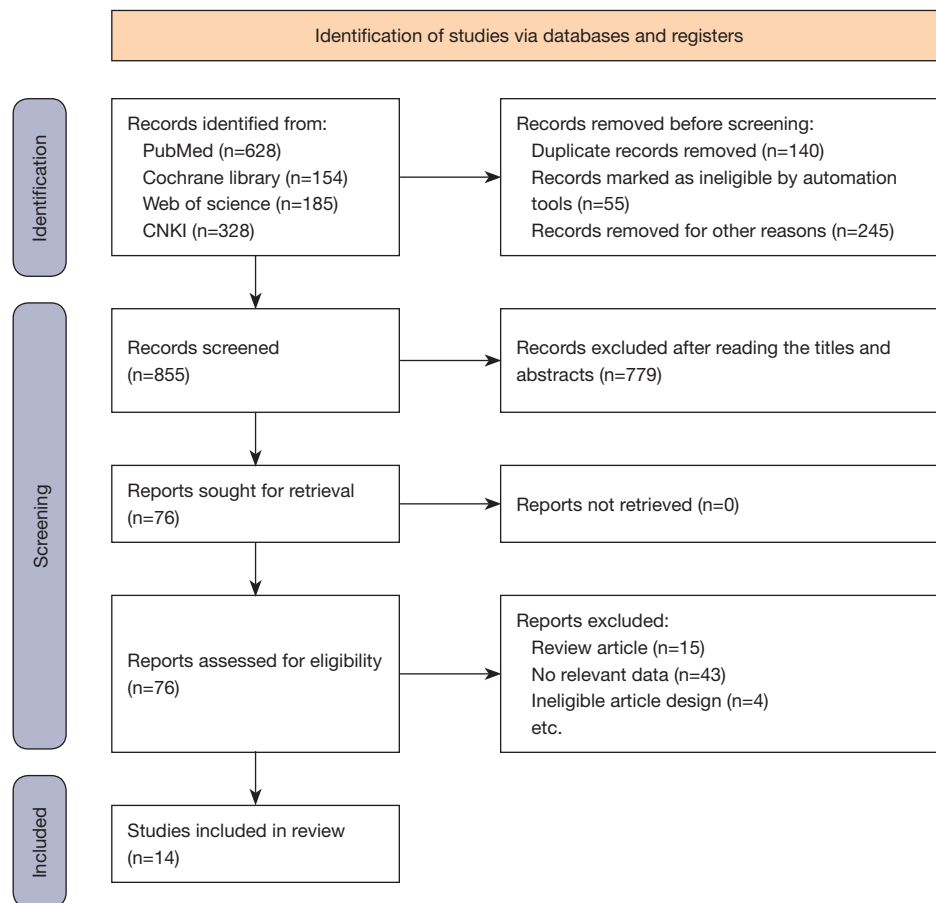 Identification of studies via databases and registers
Identification
Records identified from:
PubMed (n=628)
Cochrane library (n=154)
Web of science (n=185)
CNKI (n=328)
Records removed before screening:
Duplicate records removed (n=140)
Records marked as ineligible by automation
tools (n=55)
Records removed for other reasons (n=245)
Screening
Records screened
(n=855)
Records excluded after reading the titles and
abstracts (n=779)
Reports sought for retrieval
(n=76)
Reports not retrieved (n=0)
Reports assessed for eligibility
(n=76)
Reports excluded:
Review article (n=15)
No relevant data (n=43)
Ineligible article design (n=4)
etc.
Included
Studies included in review
(n=14)